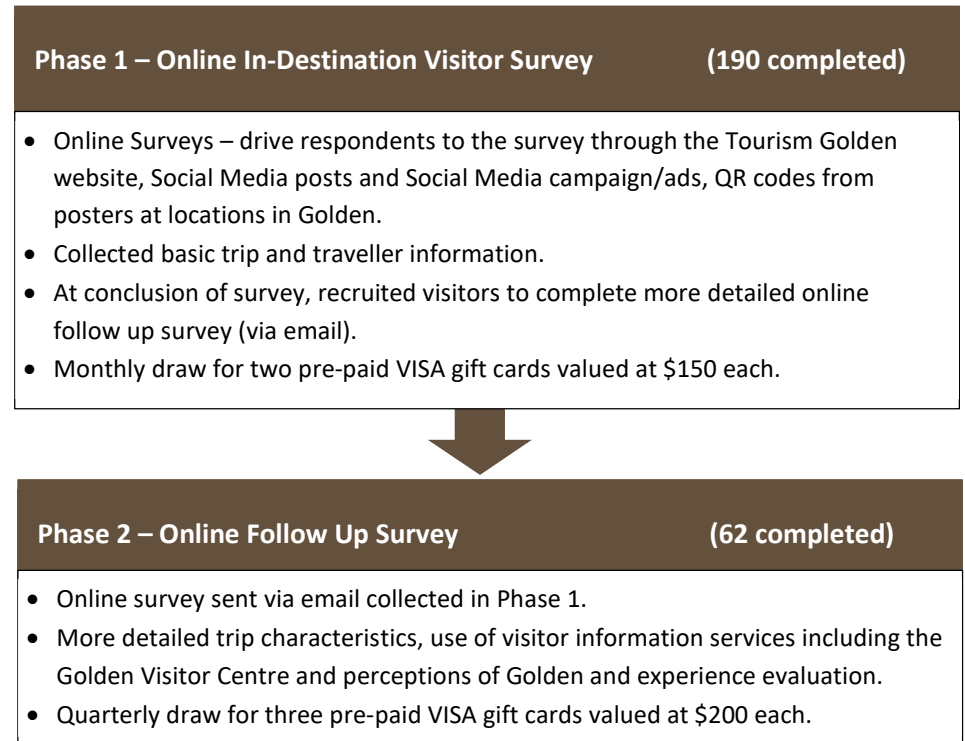 Phase 1 – Online In-Destination Visitor Survey (190 completed)
• Online Surveys – drive respondents to the survey through the Tourism Golden
website, Social Media posts and Social Media campaign/ads, QR codes from
posters at locations in Golden.
• Collected basic trip and traveller information.
• At conclusion of survey, recruited visitors to complete more detailed online
follow up survey (via email).
• Monthly draw for two pre-paid VISA gift cards valued at $150 each.
Phase 2 – Online Follow Up Survey (62 completed)
• Online survey sent via email collected in Phase 1.
• More detailed trip characteristics, use of visitor information services including the
Golden Visitor Centre and perceptions of Golden and experience evaluation.
• Quarterly draw for three pre-paid VISA gift cards valued at $200 each.